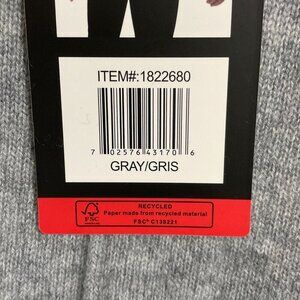 ITEM#:1822680
7 02576 43170 6
GRAY/GRIS
RECYCLED
Paper made from recycled material
FSC® C138221
FSC